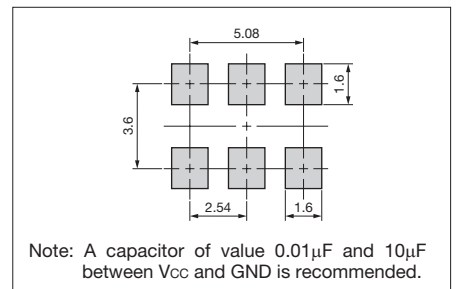 5.08
1.6
3.6
2.54
1.6
Note: A capacitor of value 0.01µF and 10µF
between Vcc and GND is recommended.